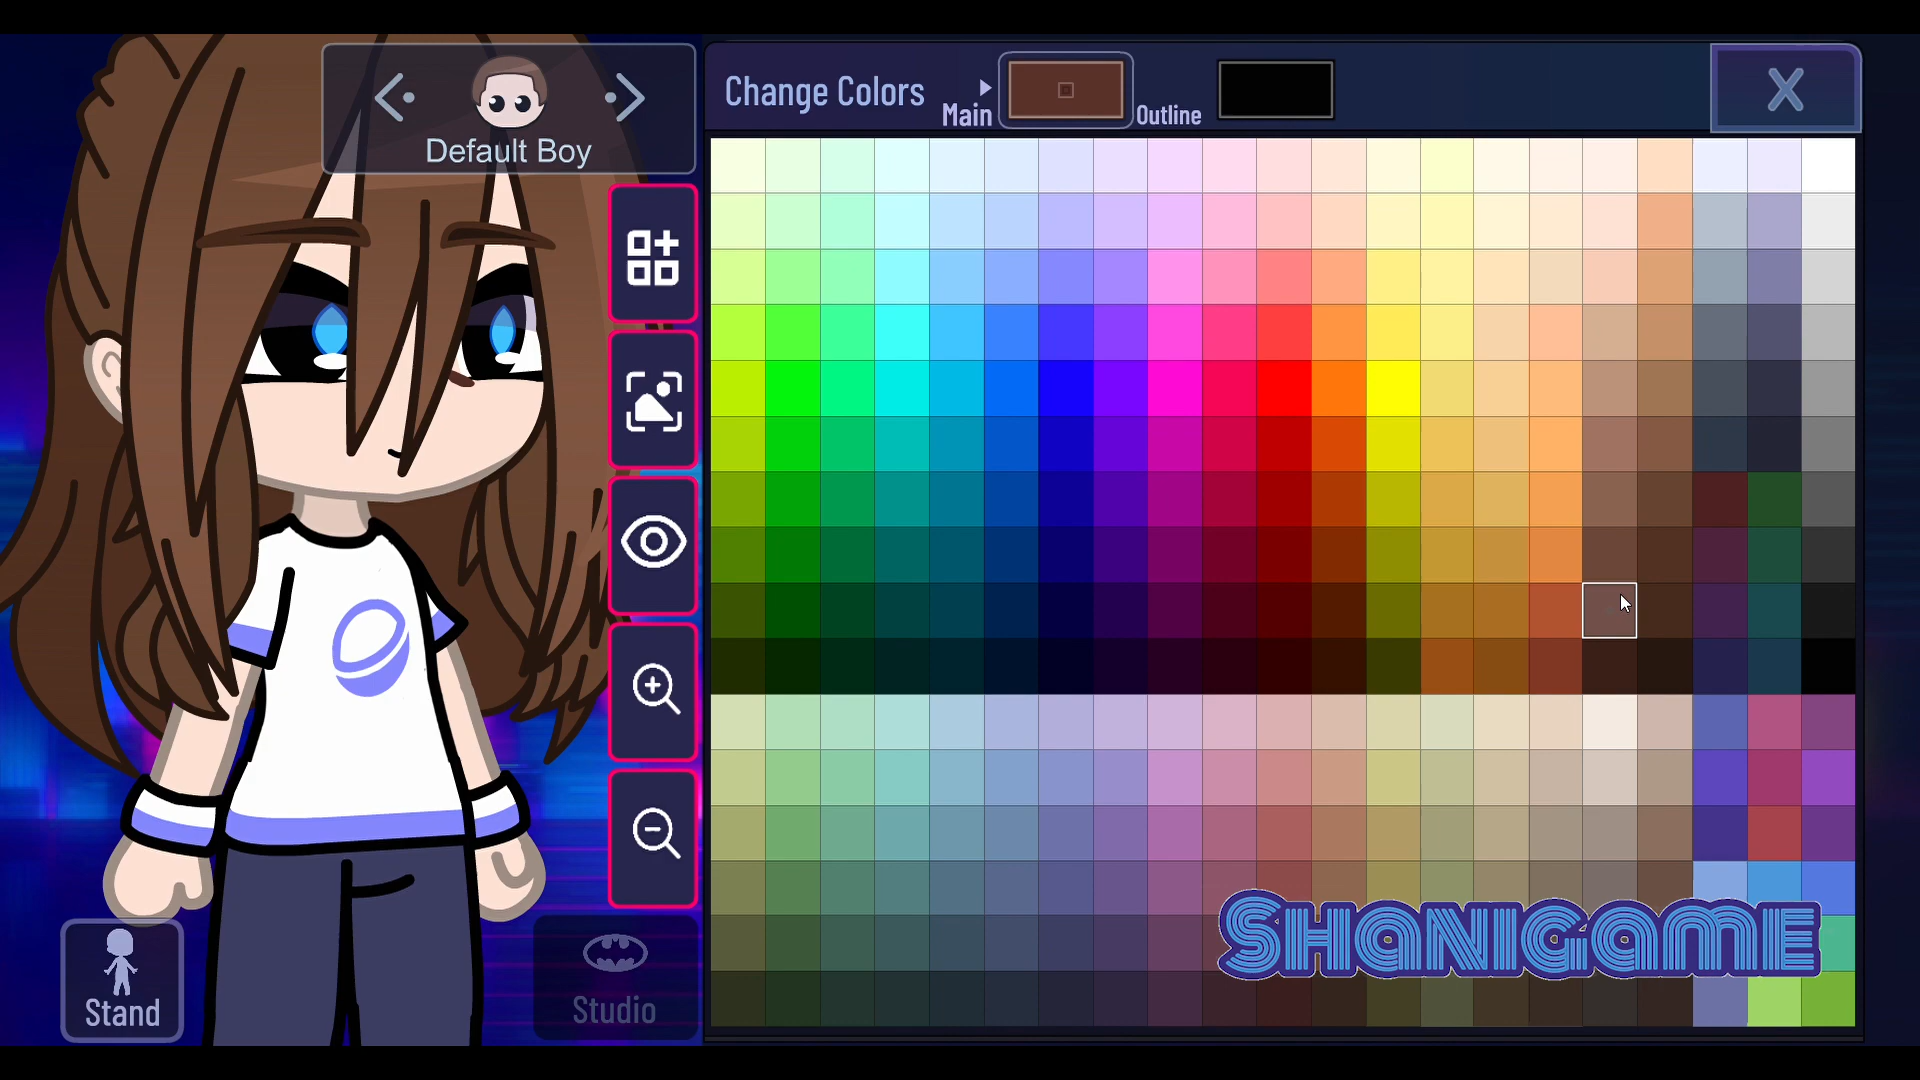 Default Boy
Change Colors
Main
Outline
X
Stand
Studio
SHANIGAME